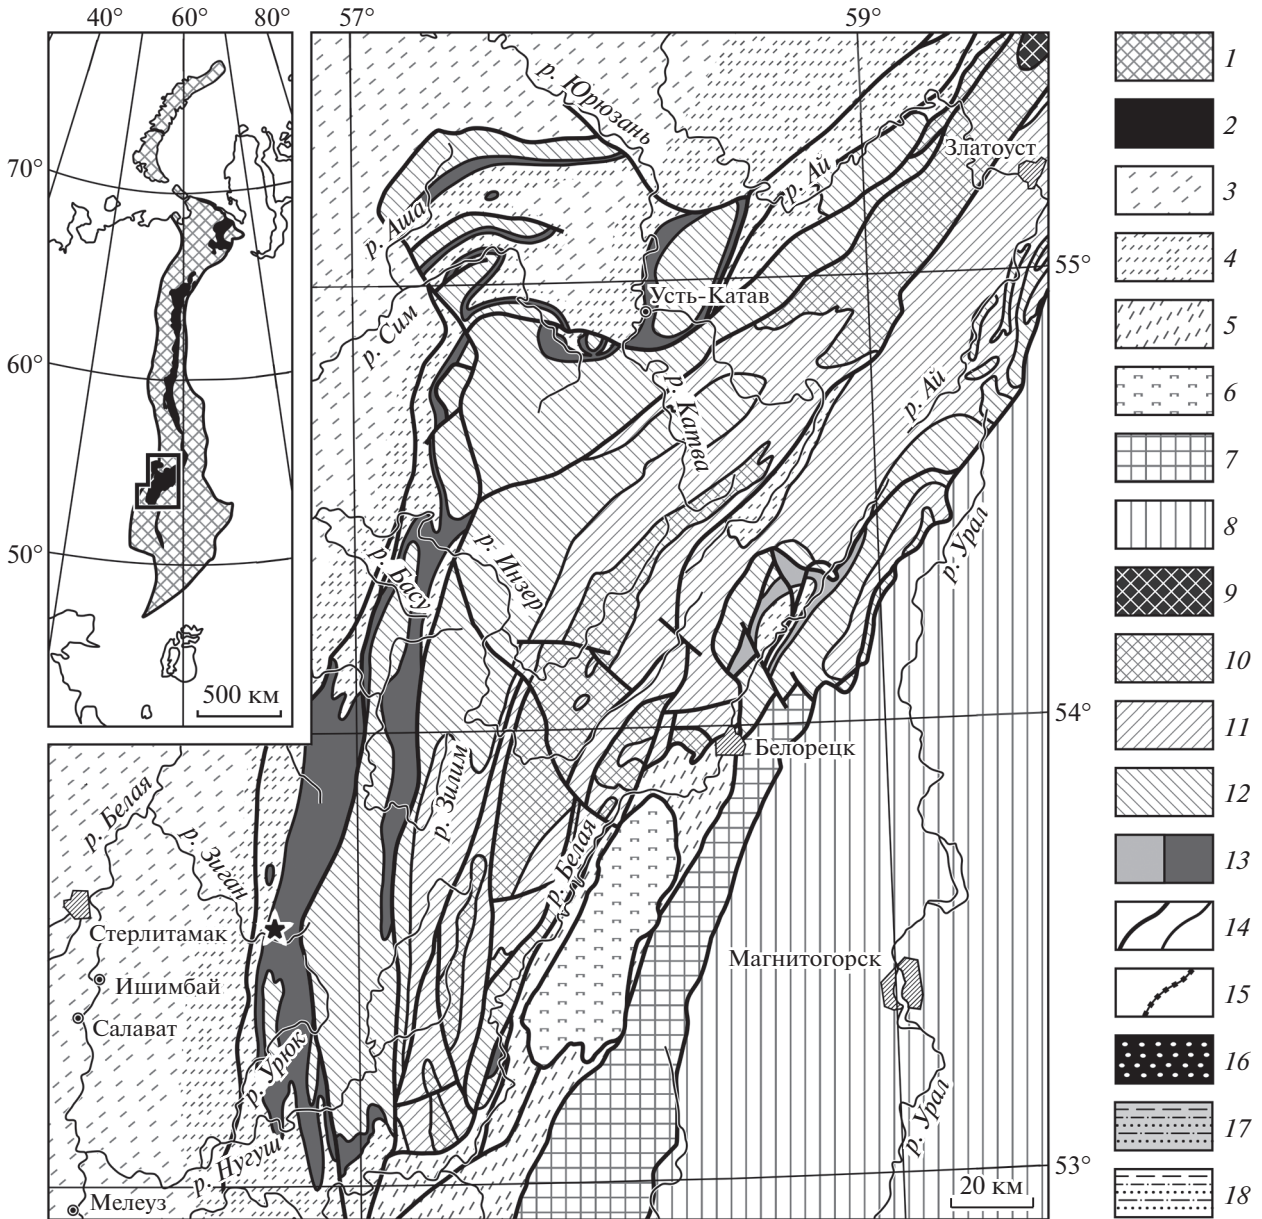 40° 60° 80°
57° 59°
70°
60°
50°
500 км
55°
54°
53°
20 км
р. Юрюзань
р. Ай
Златоуст
р. Аша
р. Сим
Усть-Катав
р. Катва
р. Ай
р. Урал
р. Басу
р. Инзер
Белорецк
р. Зилим
р. Белая
р. Белая
р. Зиган
Стерлитамак
Ишимбай
Салават
р. Урюк
р. Нугуш
Мелеуз
Магнитогорск
р. Урал
1
2
3
4
5
6
7
8
9
10
11
12
13
14
15
16
17
18